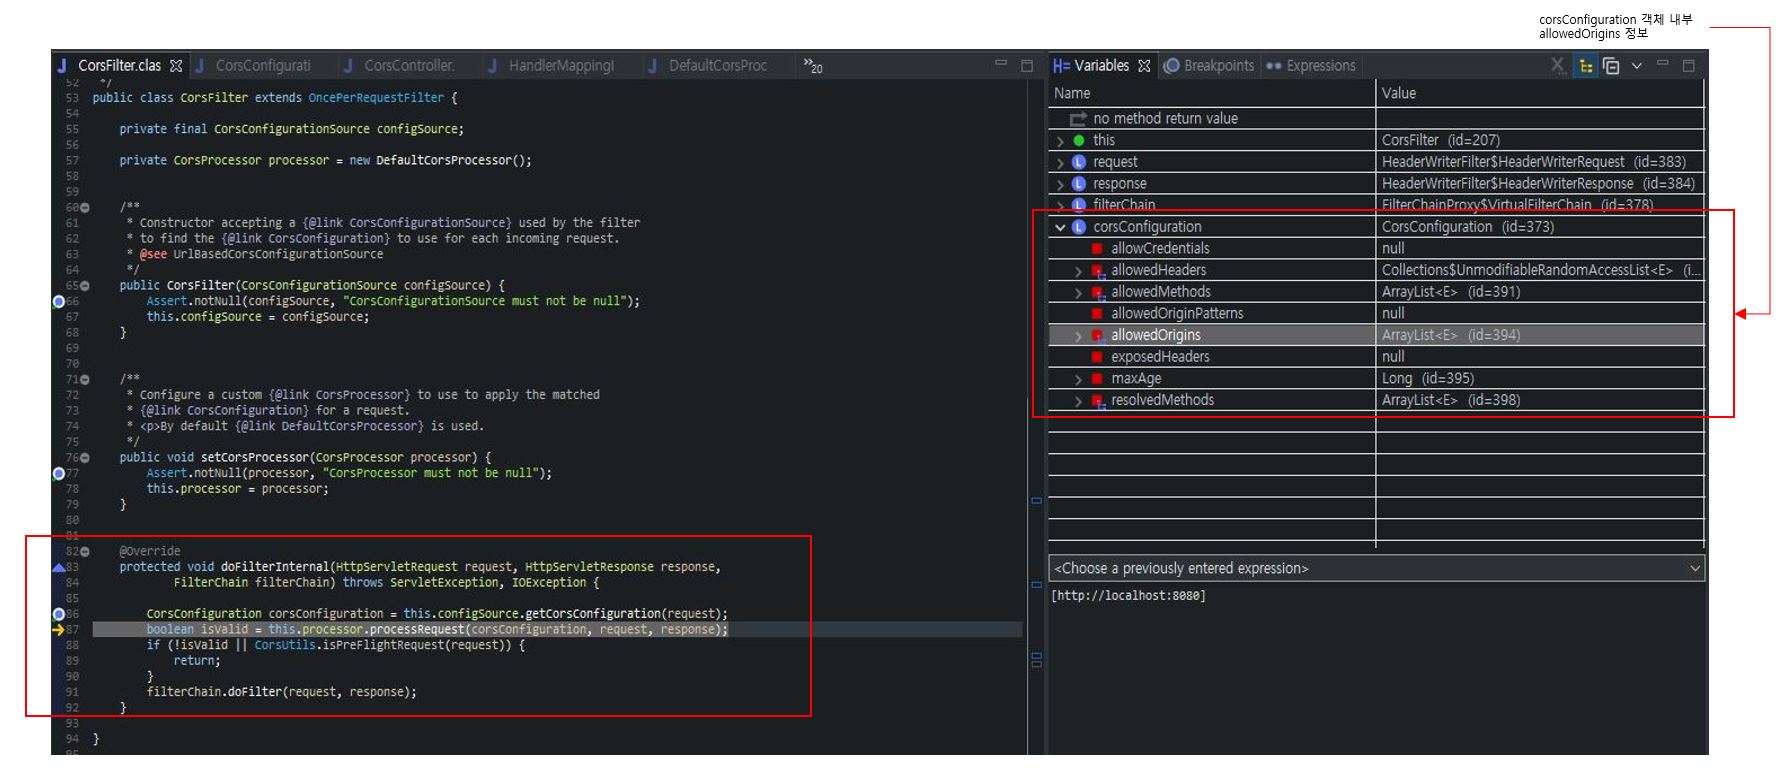 corsConfiguration 객체 내부
allowedOrigins 정보
CorsFilter.clas CorsConfigurati CorsController. HandlerMappingI DefaultCorsProc »20
52 */
53 public class CorsFilter extends OncePerRequestFilter {
54
55 private final CorsConfigurationSource configSource;
56
57 private CorsProcessor processor = new DefaultCorsProcessor();
58
59
60 /**
61 * Constructor accepting a {@link CorsConfigurationSource} used by the filter
62 * to find the {@link CorsConfiguration} to use for each incoming request.
63 * @see UrlBasedCorsConfigurationSource
64 */
65 public CorsFilter(CorsConfigurationSource configSource) {
66 Assert.notNull(configSource, "CorsConfigurationSource must not be null");
67 this.configSource = configSource;
68 }
69
70
71 /**
72 * Configure a custom {@link CorsProcessor} to use to apply the matched
73 * {@link CorsConfiguration} for a request.
74 * <p>By default {@link DefaultCorsProcessor} is used.
75 */
76 public void setCorsProcessor(CorsProcessor processor) {
77 Assert.notNull(processor, "CorsProcessor must not be null");
78 this.processor = processor;
79 }
80
81
82 @Override
83 protected void doFilterInternal(HttpServletRequest request, HttpServletResponse response,
84 FilterChain filterChain) throws ServletException, IOException {
85
86 CorsConfiguration corsConfiguration = this.configSource.getCorsConfiguration(request);
87 boolean isValid = this.processor.processRequest(corsConfiguration, request, response);
88 if (!isValid || CorsUtils.isPreFlightRequest(request)) {
89 return;
90 }
91 filterChain.doFilter(request, response);
92 }
93
94 }
95
Variables Breakpoints Expressions
Name Value
no method return value
this CorsFilter (id=207)
request HeaderWriterFilter$HeaderWriterRequest (id=383)
response HeaderWriterFilter$HeaderWriterResponse (id=384)
filterChain FilterChainProxy$VirtualFilterChain (id=378)
corsConfiguration CorsConfiguration (id=373)
allowCredentials null
allowedHeaders Collections$UnmodifiableRandomAccessList<E> (i...
allowedMethods ArrayList<E> (id=391)
allowedOriginPatterns null
allowedOrigins ArrayList<E> (id=394)
exposedHeaders null
maxAge Long (id=395)
resolvedMethods ArrayList<E> (id=398)
<Choose a previously entered expression>
[http://localhost:8080]